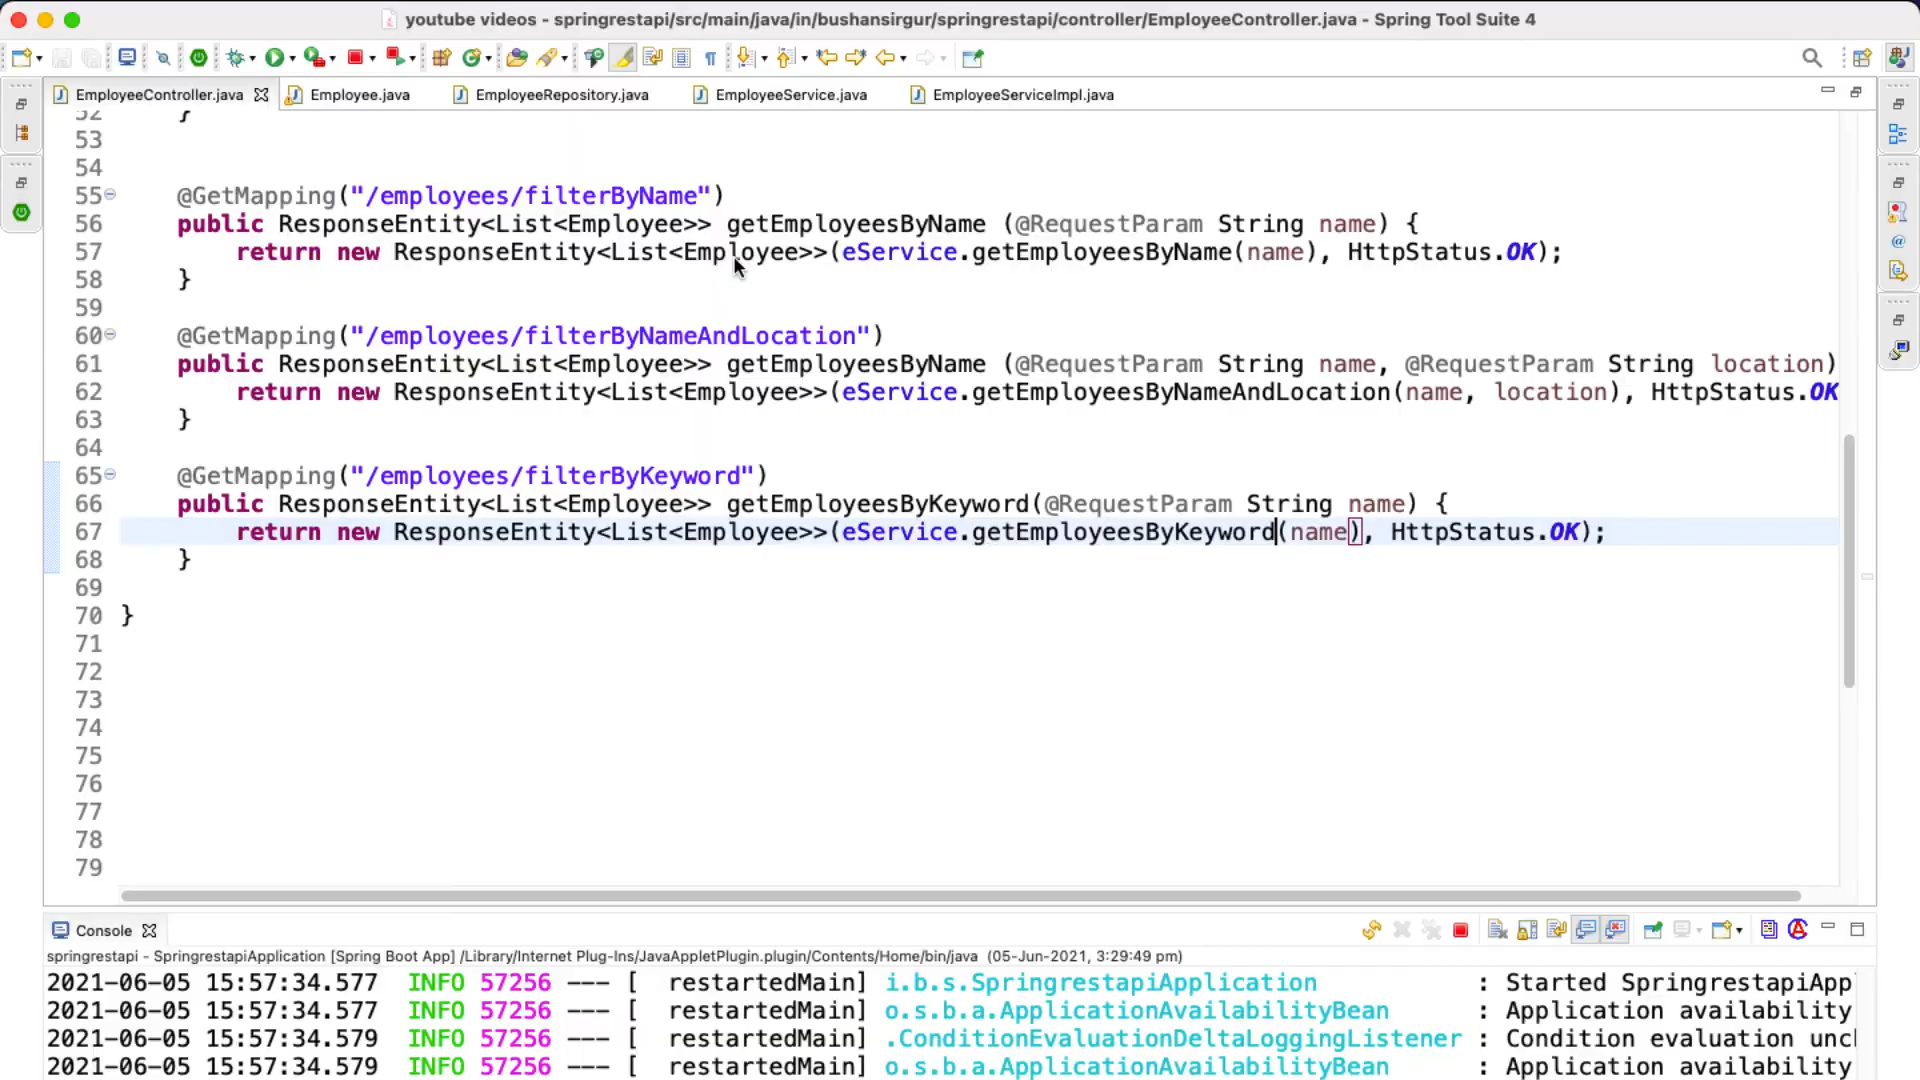 youtube videos - springrestapi/src/main/java/in/bushansirgur/springrestapi/controller/EmployeeController.java - Spring Tool Suite 4
EmployeeController.java Employee.java EmployeeRepository.java EmployeeService.java EmployeeServiceImpl.java
52 }
53
54
55 @GetMapping("/employees/filterByName")
56 public ResponseEntity<List<Employee>> getEmployeesByName (@RequestParam String name) {
57 return new ResponseEntity<List<Employee>>(eService.getEmployeesByName(name), HttpStatus.OK);
58 }
59
60 @GetMapping("/employees/filterByNameAndLocation")
61 public ResponseEntity<List<Employee>> getEmployeesByName (@RequestParam String name, @RequestParam String location)
62 return new ResponseEntity<List<Employee>>(eService.getEmployeesByNameAndLocation(name, location), HttpStatus.OK
63 }
64
65 @GetMapping("/employees/filterByKeyword")
66 public ResponseEntity<List<Employee>> getEmployeesByKeyword(@RequestParam String name) {
67 return new ResponseEntity<List<Employee>>(eService.getEmployeesByKeyword(name), HttpStatus.OK);
68 }
69
70 }
71
72
73
74
75
76
77
78
79
Console
springrestapi - SpringrestapiApplication [Spring Boot App] /Library/Internet Plug-Ins/JavaAppletPlugin.plugin/Contents/Home/bin/java (05-Jun-2021, 3:29:49 pm)
2021-06-05 15:57:34.577 INFO 57256 --- [ restartedMain] i.b.s.SpringrestapiApplication : Started SpringrestapiApp
2021-06-05 15:57:34.577 INFO 57256 --- [ restartedMain] o.s.b.a.ApplicationAvailabilityBean : Application availability
2021-06-05 15:57:34.579 INFO 57256 --- [ restartedMain] .ConditionEvaluationDeltaLoggingListener : Condition evaluation unc
2021-06-05 15:57:34.579 INFO 57256 --- [ restartedMain] o.s.b.a.ApplicationAvailabilityBean : Application availability